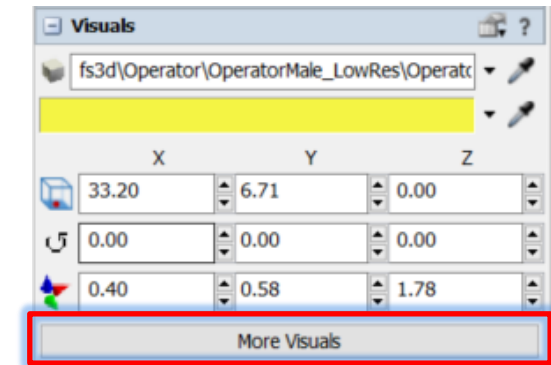 Visuals ?
fs3d\Operator\OperatorMale_LowRes\Operatc
X Y Z
33.20 6.71 0.00
0.00 0.00 0.00
0.40 0.58 1.78
More Visuals